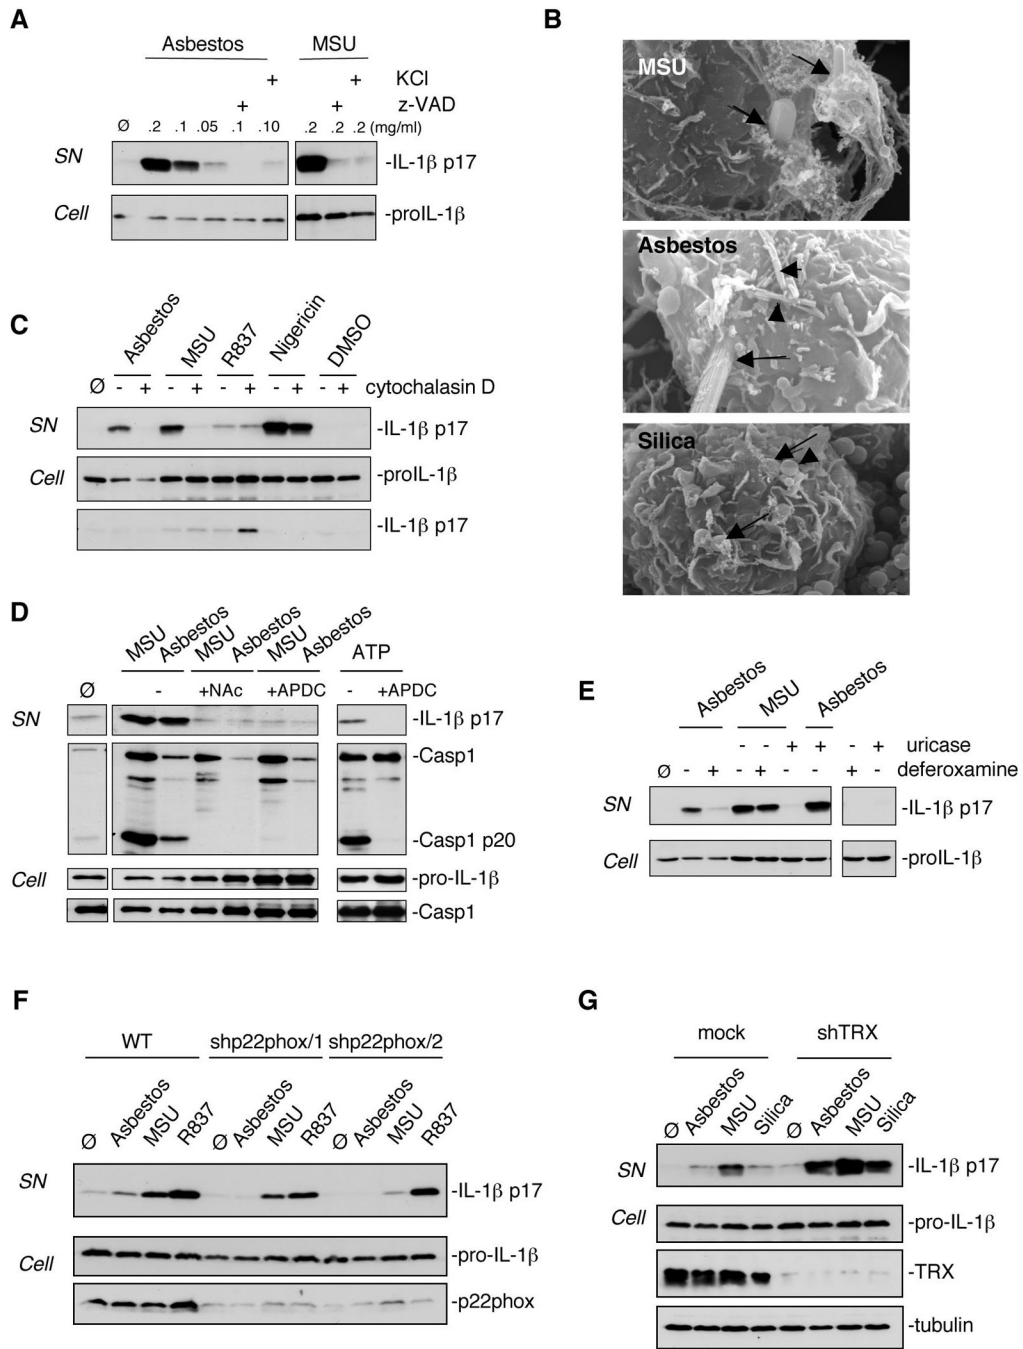 A
Asbestos MSU
+ + KCl
+ + z-VAD
Ø .2 .1 .05 .1 .10 .2 .2 .2 (mg/ml)
SN -IL-1β p17
Cell -proIL-1β
B
MSU
Asbestos
Silica
C
Asbestos MSU R837 Nigericin DMSO
Ø - + - + - + - + - + cytochalasin D
SN -IL-1β p17
Cell -proIL-1β
-IL-1β p17
D
MSU Asbestos MSU Asbestos MSU Asbestos ATP
Ø - +NAc +APDC - +APDC
SN -IL-1β p17
-Casp1
-Casp1 p20
Cell -pro-IL-1β
-Casp1
E
Asbestos MSU Asbestos
- - + + - + uricase
Ø - + - + - - + - deferoxamine
SN -IL-1β p17
Cell -proIL-1β
F
WT shp22phox/1 shp22phox/2
Ø Asbestos MSU R837 Ø Asbestos MSU R837 Ø Asbestos MSU R837
SN -IL-1β p17
Cell -pro-IL-1β
-p22phox
G
mock shTRX
Ø Asbestos MSU Silica Ø Asbestos MSU Silica
SN -IL-1β p17
Cell -pro-IL-1β
-TRX
-tubulin